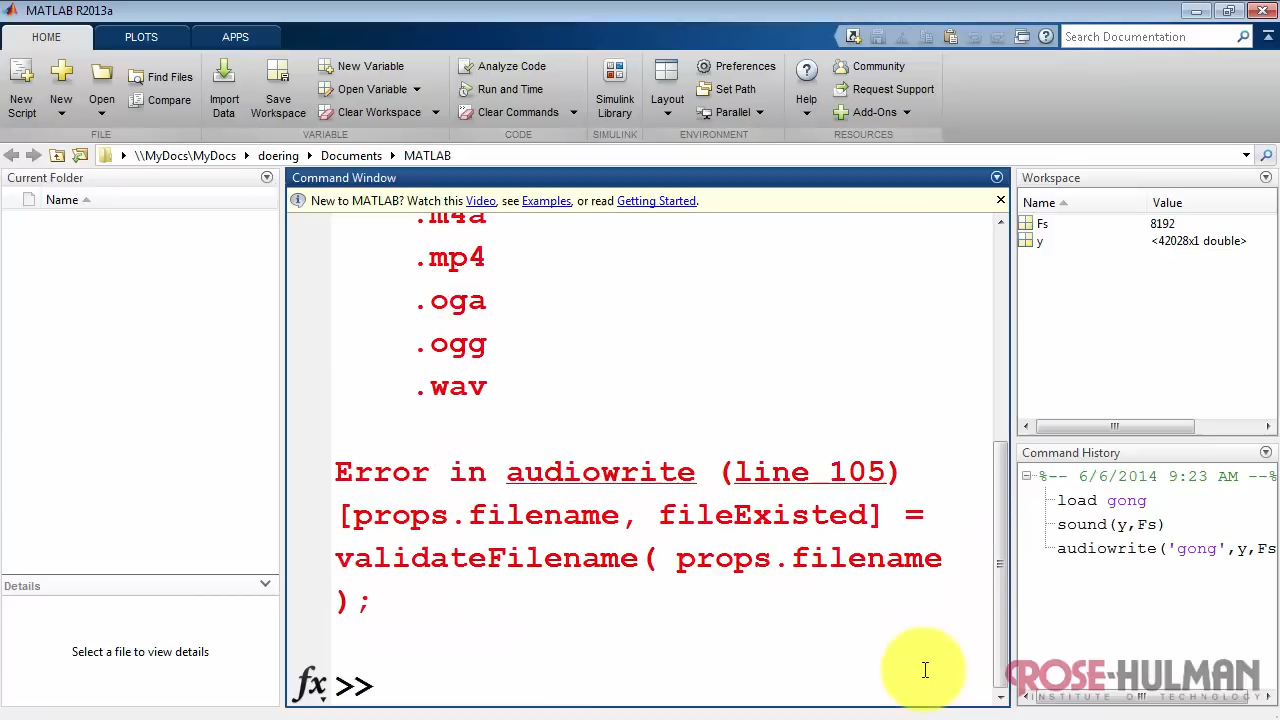 MATLAB R2013a
HOME
PLOTS
APPS
Search Documentation
New
Script
New
Open
Find Files
Compare
Import
Data
Save
Workspace
New Variable
Open Variable
Clear Workspace
Analyze Code
Run and Time
Clear Commands
Simulink
Library
Layout
Preferences
Set Path
Parallel
Help
Community
Request Support
Add-Ons
FILE
VARIABLE
CODE
SIMULINK
ENVIRONMENT
RESOURCES
\\MyDocs\MyDocs
doering
Documents
MATLAB
Current Folder
Name
Details
Select a file to view details
Command Window
New to MATLAB? Watch this Video, see Examples, or read Getting Started.
.m4a
.mp4
.oga
.ogg
.wav
Error in audiowrite (line 105)
[props.filename, fileExisted] =
validateFilename( props.filename
);
fx >>
Workspace
Name Value
Fs 8192
y <42028x1 double>
Command History
%-- 6/6/2014 9:23 AM --%
load gong
sound(y,Fs)
audiowrite('gong',y,Fs
ROSE-HULMAN
INSTITUTE OF TECHNOLOGY